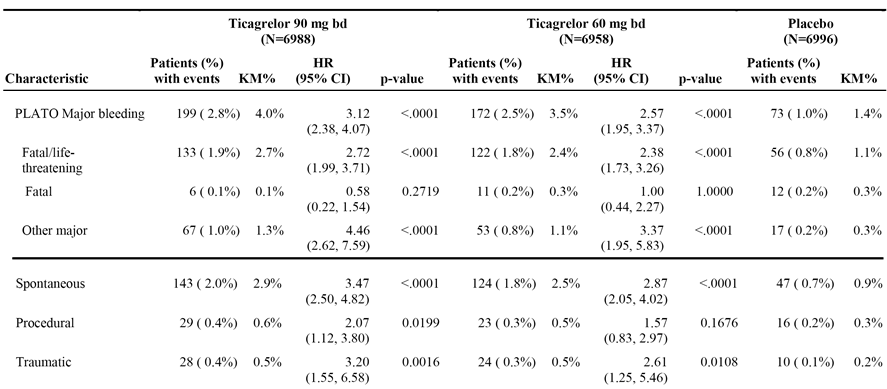 Ticagrelor 90 mg bd Ticagrelor 60 mg bd Placebo
(N=6988) (N=6958) (N=6996)
Patients (%) HR Patients (%) HR Patients (%)
Characteristic with events KM% (95% CI) p-value with events KM% (95% CI) p-value with events KM%
PLATO Major bleeding 199 ( 2.8%) 4.0% 3.12 <.0001 172 ( 2.5%) 3.5% 2.57 <.0001 73 ( 1.0%) 1.4%
(2.38, 4.07) (1.95, 3.37)
Fatal/life- 133 ( 1.9%) 2.7% 2.72 <.0001 122 ( 1.8%) 2.4% 2.38 <.0001 56 ( 0.8%) 1.1%
threatening (1.99, 3.71) (1.73, 3.26)
Fatal 6 ( 0.1%) 0.1% 0.58 0.2719 11 ( 0.2%) 0.3% 1.00 1.0000 12 ( 0.2%) 0.3%
(0.22, 1.54) (0.44, 2.27)
Other major 67 ( 1.0%) 1.3% 4.46 <.0001 53 ( 0.8%) 1.1% 3.37 <.0001 17 ( 0.2%) 0.3%
(2.62, 7.59) (1.95, 5.83)
Spontaneous 143 ( 2.0%) 2.9% 3.47 <.0001 124 ( 1.8%) 2.5% 2.87 <.0001 47 ( 0.7%) 0.9%
(2.50, 4.82) (2.05, 4.02)
Procedural 29 ( 0.4%) 0.6% 2.07 0.0199 23 ( 0.3%) 0.5% 1.57 0.1676 16 ( 0.2%) 0.3%
(1.12, 3.80) (0.83, 2.97)
Traumatic 28 ( 0.4%) 0.5% 3.20 0.0016 24 ( 0.3%) 0.5% 2.61 0.0108 10 ( 0.1%) 0.2%
(1.55, 6.58) (1.25, 5.46)